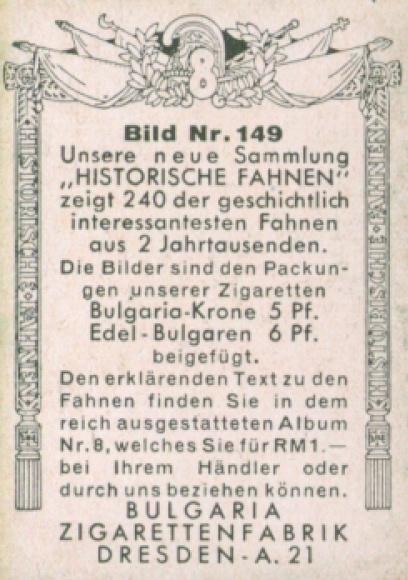 8
Bild Nr. 149
Unsere neue Sammlung
„HISTORISCHE FAHNEN"
zeigt 240 der geschichtlich
interessantesten Fahnen
aus 2 Jahrtausenden.
Die Bilder sind den Packun-
gen unserer Zigaretten
Bulgaria-Krone 5 Pf.
Edel-Bulgaren 6 Pf.
beigefügt.
Den erklärenden Text zu den
Fahnen finden Sie in dem
reich ausgestatteten Album
Nr. 8, welches Sie für RM 1.—
bei Ihrem Händler oder
durch uns beziehen können.
BULGARIA
ZIGARETTENFABRIK
DRESDEN-A. 21
HISTORISCHE FAHNEN
HISTORISCHE FAHNEN